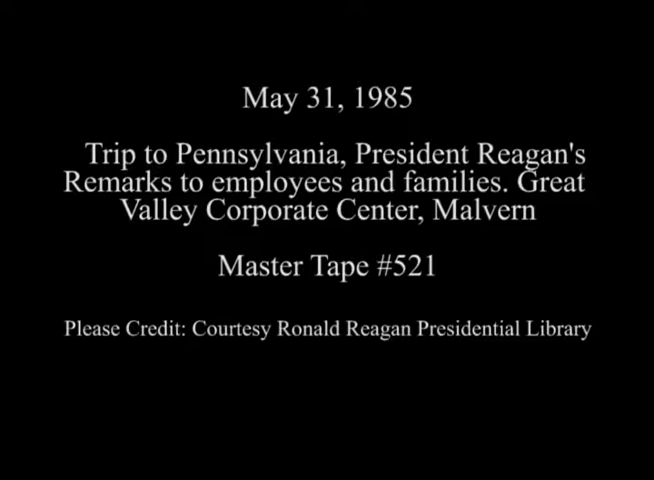 May 31, 1985
Trip to Pennsylvania, President Reagan's
Remarks to employees and families. Great
Valley Corporate Center, Malvern
Master Tape #521
Please Credit: Courtesy Ronald Reagan Presidential Library